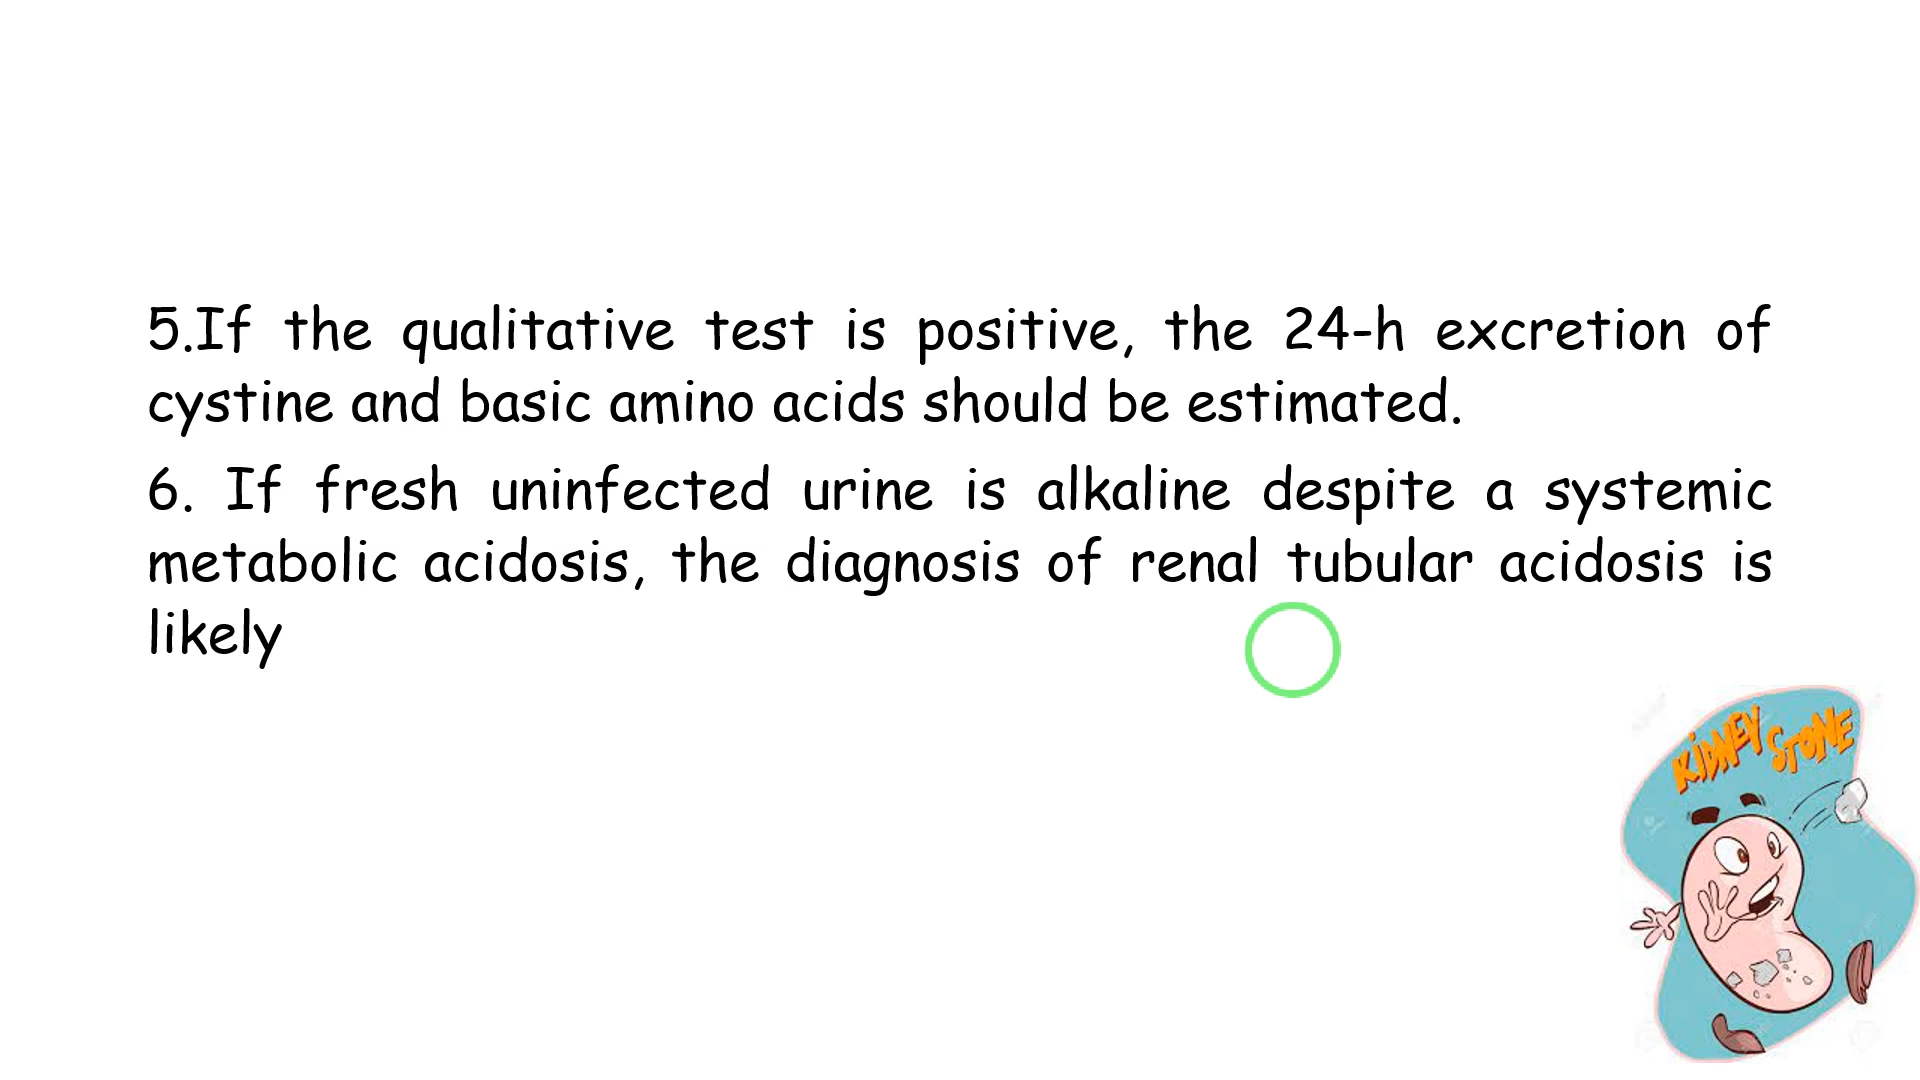 5.If the qualitative test is positive, the 24-h excretion of
cystine and basic amino acids should be estimated.
6. If fresh uninfected urine is alkaline despite a systemic
metabolic acidosis, the diagnosis of renal tubular acidosis is
likely
KIDNEY STONE